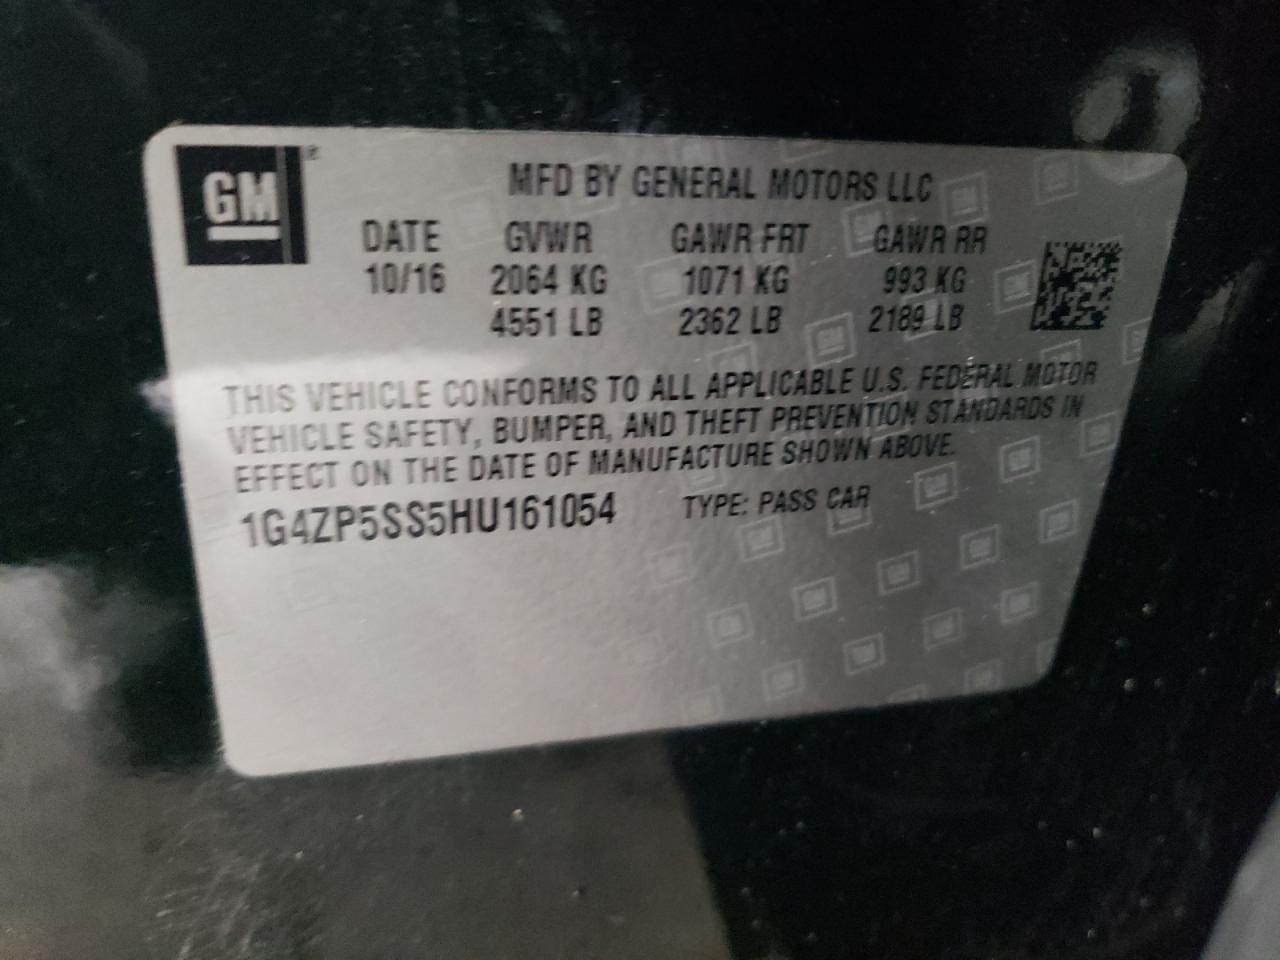 GM®
MFD BY GENERAL MOTORS LLC
DATE GVWR GAWR FRT GAWR RR
10/16 2064 KG 1071 KG 993 KG
4551 LB 2362 LB 2189 LB
THIS VEHICLE CONFORMS TO ALL APPLICABLE U.S. FEDERAL MOTOR
VEHICLE SAFETY, BUMPER, AND THEFT PREVENTION STANDARDS IN
EFFECT ON THE DATE OF MANUFACTURE SHOWN ABOVE.
1G4ZP5SS5HU161054 TYPE: PASS CAR